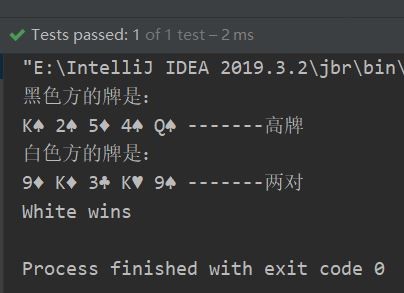 Tests passed: 1 of 1 test – 2 ms
"E:\IntelliJ IDEA 2019.3.2\jbr\bin\
黑色方的牌是：
K♠ 2♠ 5♦ 4♠ Q♠ -------高牌
白色方的牌是：
9♦ K♦ 3♣ K♥ 9♠ -------两对
White wins
Process finished with exit code 0